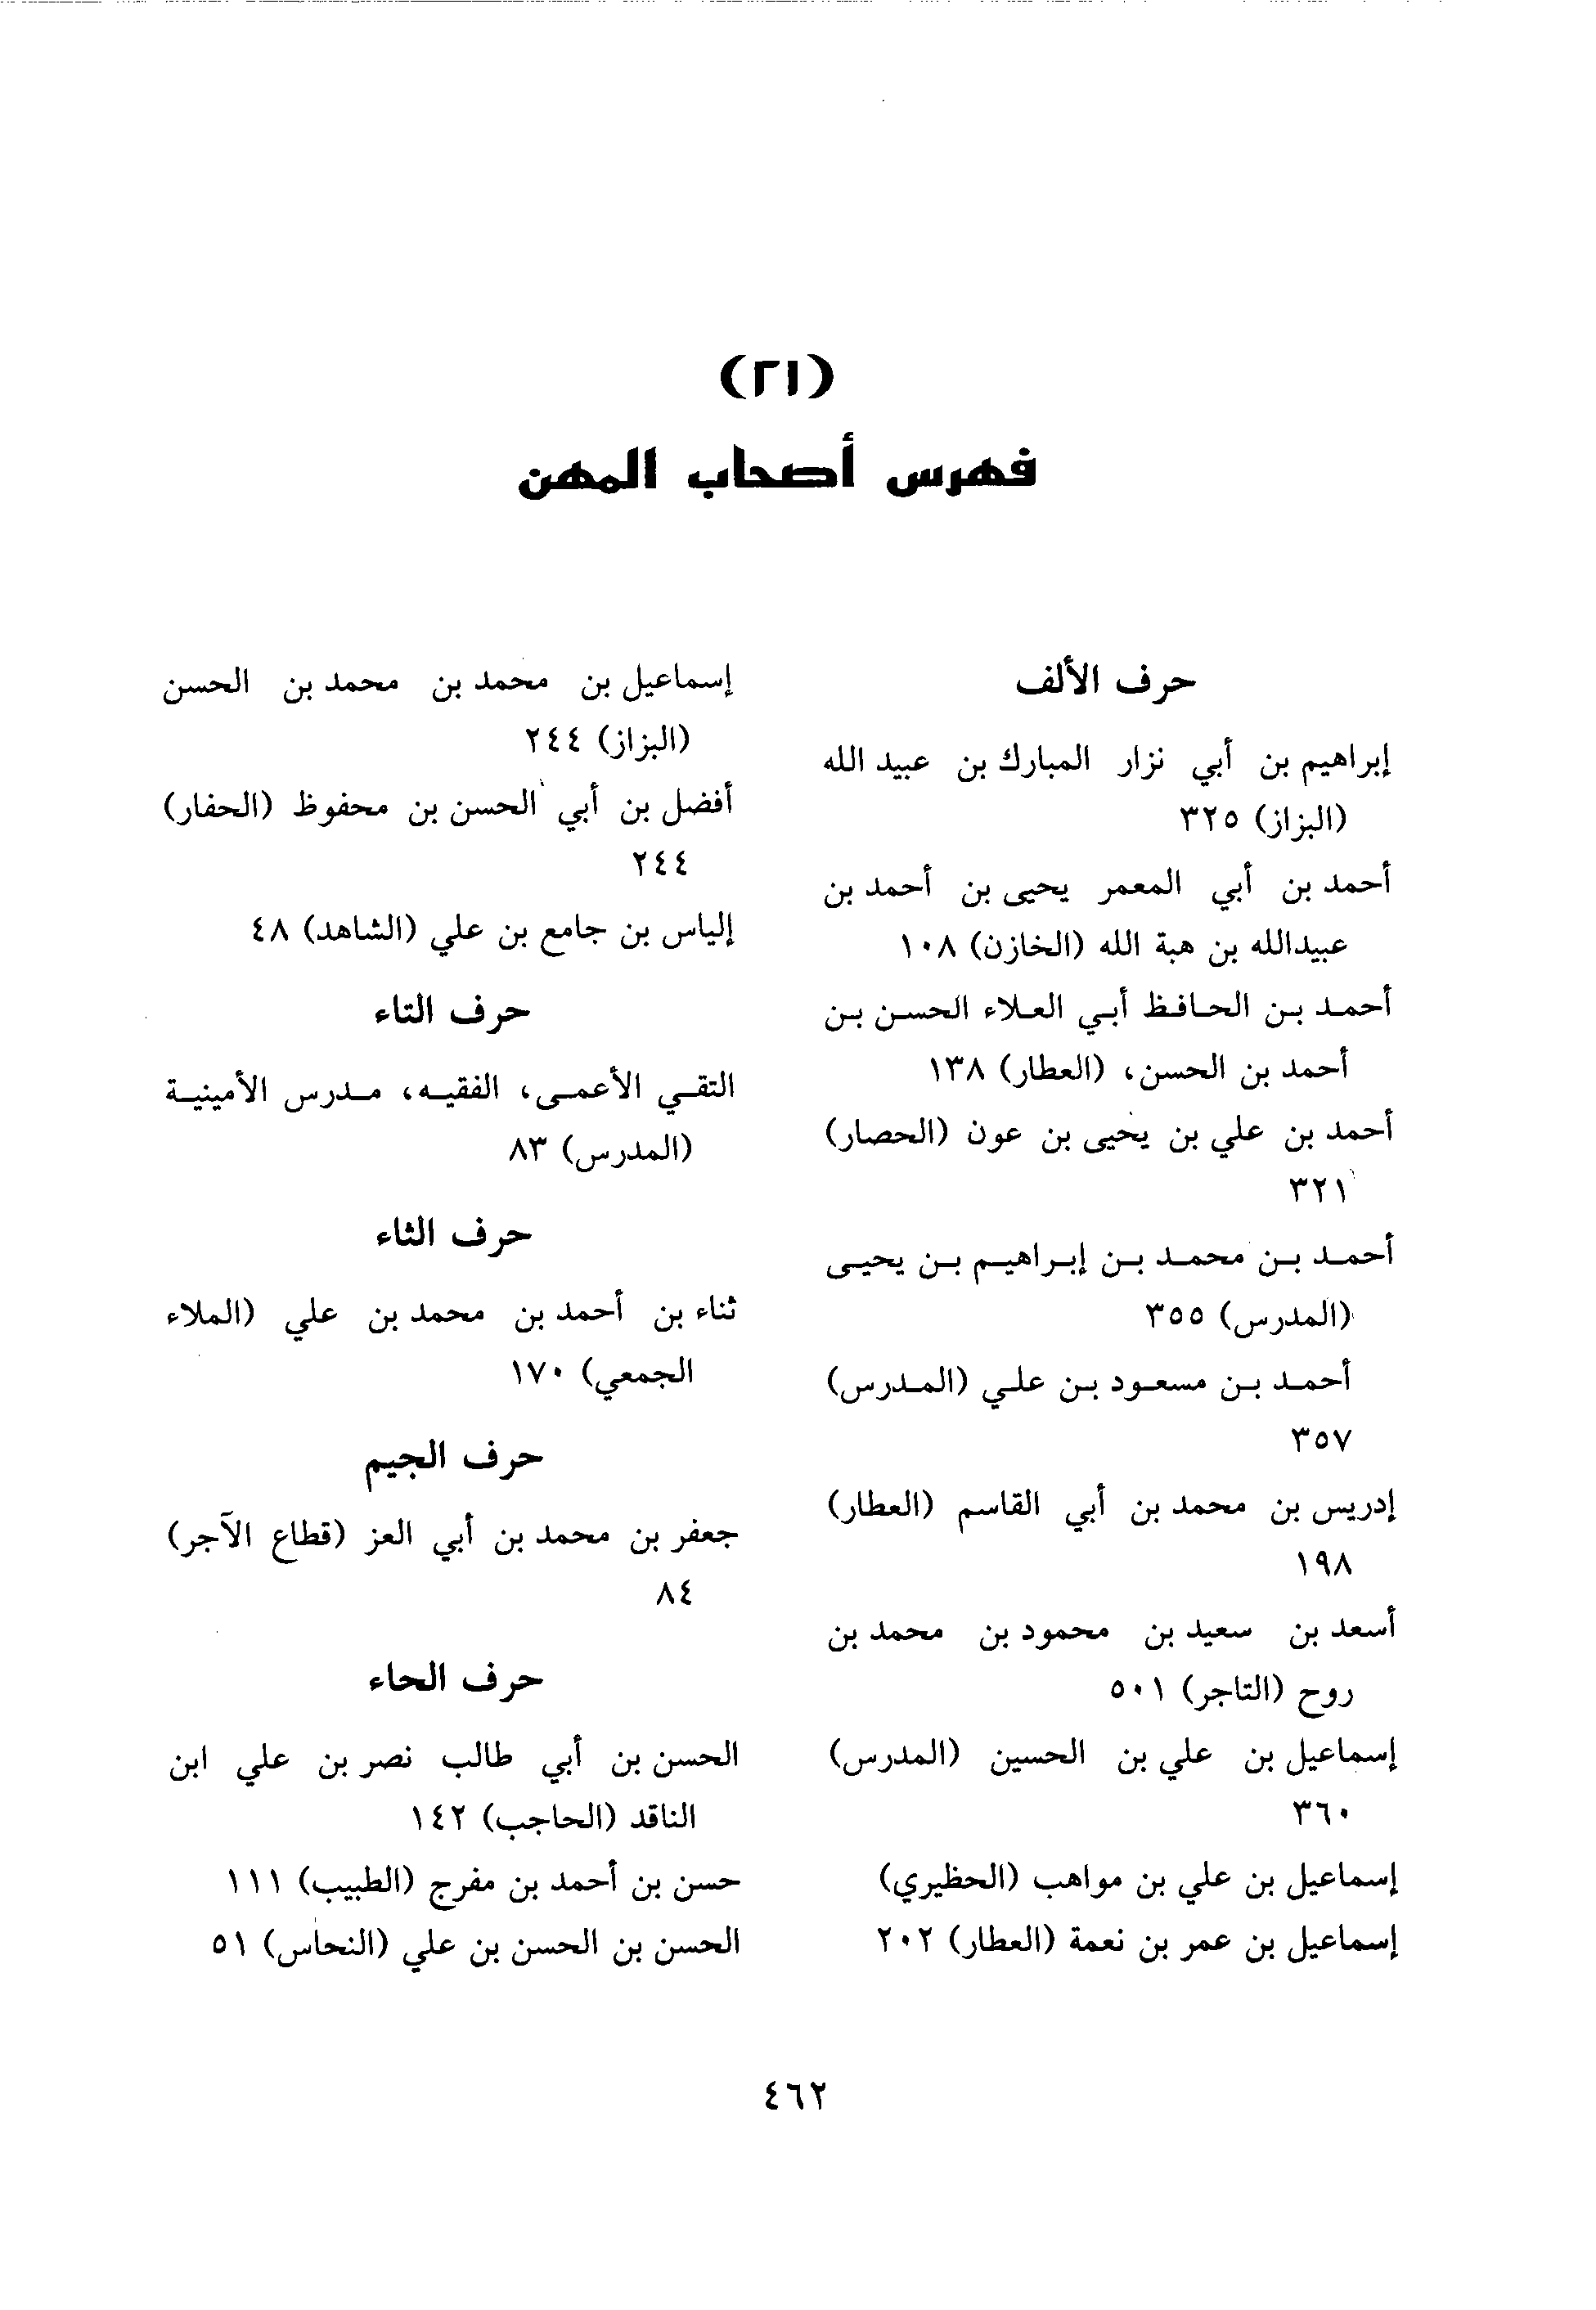 (٢١)
فهرس أصحاب المهن
حرف الألف
إبراهيم بن أبي نزار المبارك بن عبيد الله
(البزاز) ٣٢٥
أحمد بن أبي المعمر يحيى بن أحمد بن
عبيدالله بن هبة الله (الخازن) ١٠٨
أحمد بن الحافظ أبي العلاء الحسن بن
أحمد بن الحسن، (العطار) ١٣٨
أحمد بن علي بن يحيى بن عون (الحصار)
٣٢١
أحمد بن محمد بن إبراهيم بن يحيى
(المدرس) ٣٥٥
أحمد بن مسعود بن علي (المدرس)
٣٥٧
إدريس بن محمد بن أبي القاسم (العطار)
١٩٨
أسعد بن سعيد بن محمود بن محمد بن
روح (التاجر) ٥٠١
إسماعيل بن علي بن الحسين (المدرس)
٣٦٠
إسماعيل بن علي بن مواهب (الحظيري)
إسماعيل بن عمر بن نعمة (العطار) ٢٠٢
إسماعيل بن محمد بن محمد بن الحسن
(البزاز) ٢٤٤
أفضل بن أبي الحسن بن محفوظ (الحفار)
٢٤٤
إلياس بن جامع بن علي (الشاهد) ٤٨
حرف التاء
التقي الأعمى، الفقيه، مدرس الأمينية
(المدرس) ٨٣
حرف الثاء
ثناء بن أحمد بن محمد بن علي (الملاء
الجمعي) ١٧٠
حرف الجيم
جعفر بن محمد بن أبي العز (قطاع الآجر)
٨٤
حرف الحاء
الحسن بن أبي طالب نصر بن علي ابن
الناقد (الحاجب) ١٤٢
حسن بن أحمد بن مفرج (الطبيب) ١١١
الحسن بن الحسن بن علي (النحاس) ٥١
٤٦٢